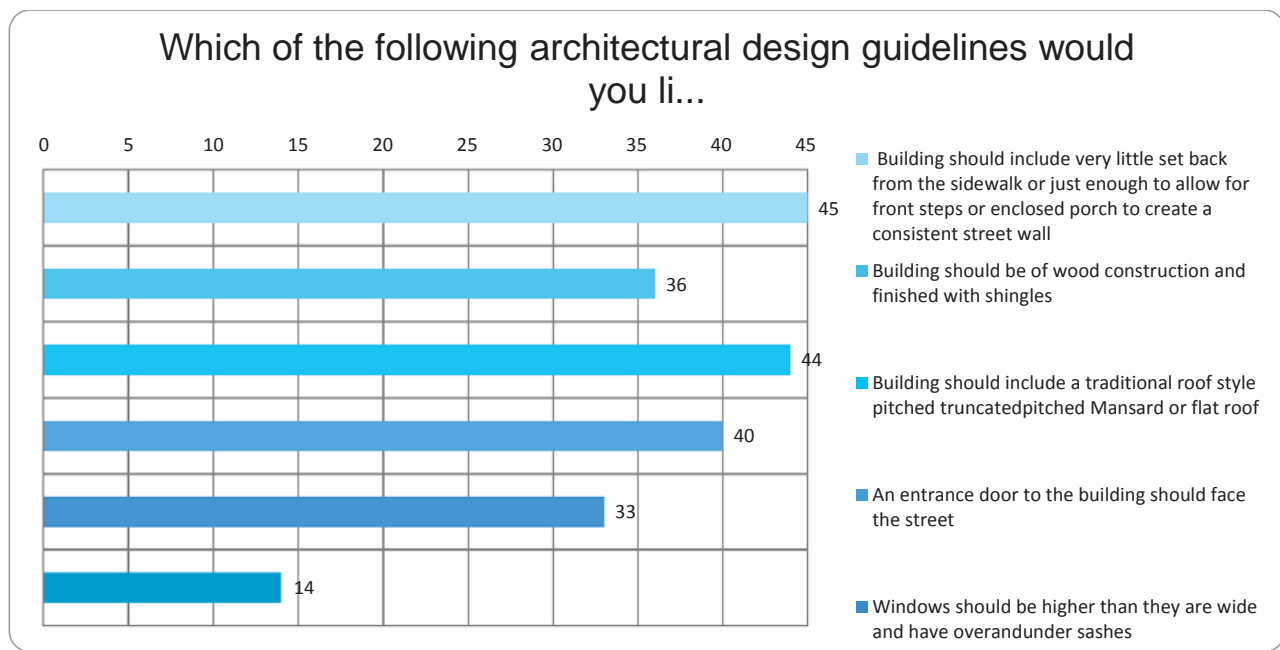 Which of the following architectural design guidelines would
you li...
0 5 10 15 20 25 30 35 40 45
45
36
44
40
33
14
Building should include very little set back
from the sidewalk or just enough to allow for
front steps or enclosed porch to create a
consistent street wall
Building should be of wood construction and
finished with shingles
Building should include a traditional roof style
pitched truncatedpitched Mansard or flat roof
An entrance door to the building should face
the street
Windows should be higher than they are wide
and have overandunder sashes